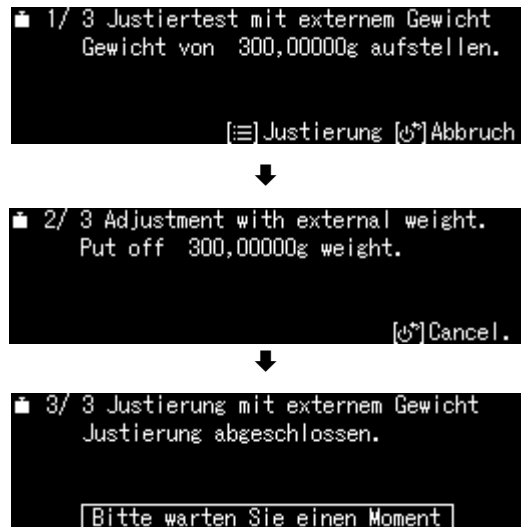 1/ 3 Justiertest mit externem Gewicht
Gewicht von 300,00000g aufstellen.
[≔]Justierung [⏻]Abbruch
2/ 3 Adjustment with external weight.
Put off 300,00000g weight.
[⏻]Cancel.
3/ 3 Justierung mit externem Gewicht
Justierung abgeschlossen.
Bitte warten Sie einen Moment